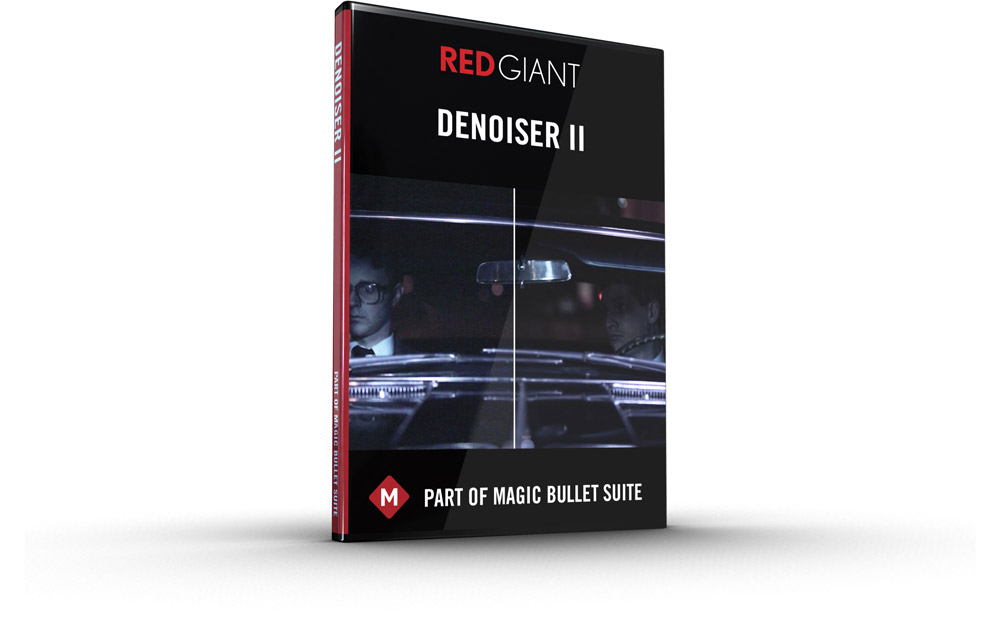 REDGIANT
DENOISER II
PART OF MAGIC BULLET SUITE
DENOISER II
PART OF MAGIC BULLET SUITE
M